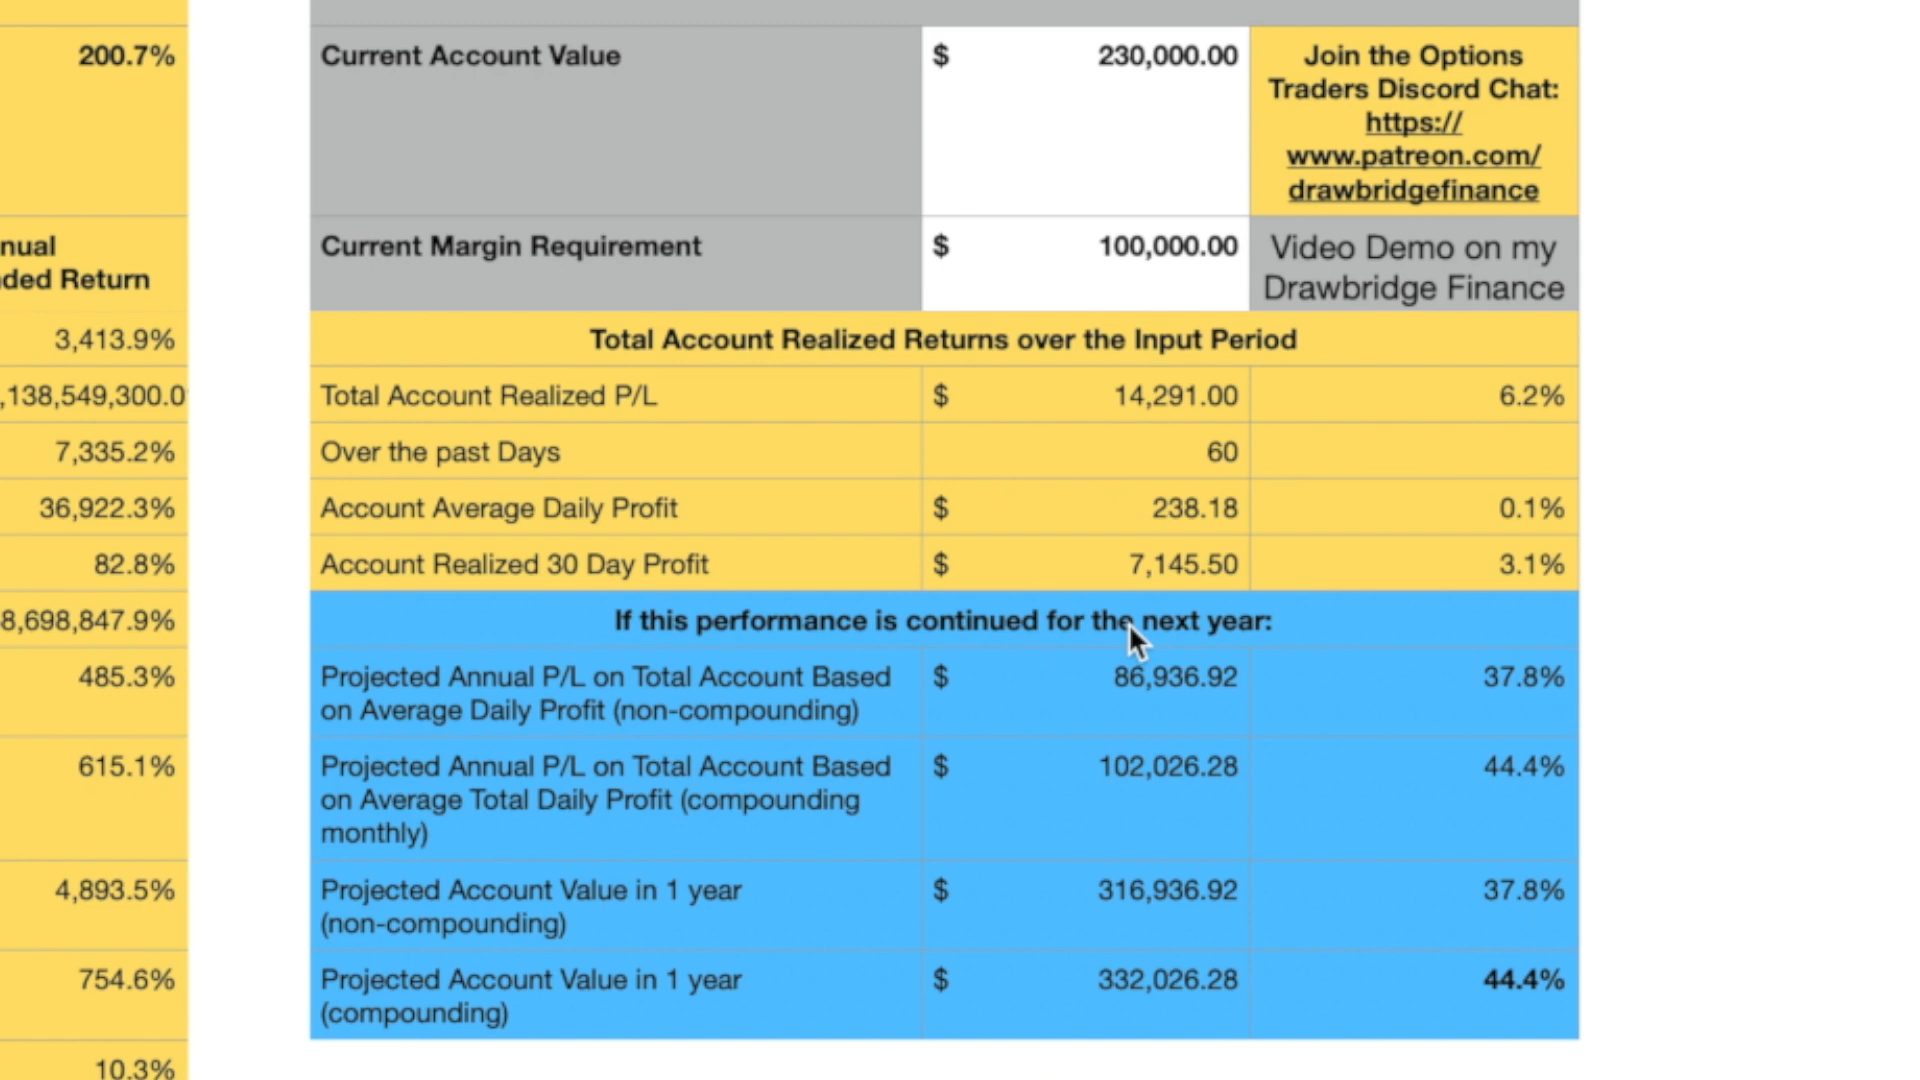 200.7%
nual
ded Return
3,413.9%
,138,549,300.0
7,335.2%
36,922.3%
82.8%
8,698,847.9%
485.3%
615.1%
4,893.5%
754.6%
10.3%
Current Account Value $ 230,000.00
Join the Options
Traders Discord Chat:
https://
www.patreon.com/
drawbridgefinance
Current Margin Requirement $ 100,000.00
Video Demo on my
Drawbridge Finance
Total Account Realized Returns over the Input Period
Total Account Realized P/L $ 14,291.00 6.2%
Over the past Days 60
Account Average Daily Profit $ 238.18 0.1%
Account Realized 30 Day Profit $ 7,145.50 3.1%
If this performance is continued for the next year:
Projected Annual P/L on Total Account Based $ 86,936.92 37.8%
on Average Daily Profit (non-compounding)
Projected Annual P/L on Total Account Based $ 102,026.28 44.4%
on Average Total Daily Profit (compounding
monthly)
Projected Account Value in 1 year $ 316,936.92 37.8%
(non-compounding)
Projected Account Value in 1 year $ 332,026.28 44.4%
(compounding)